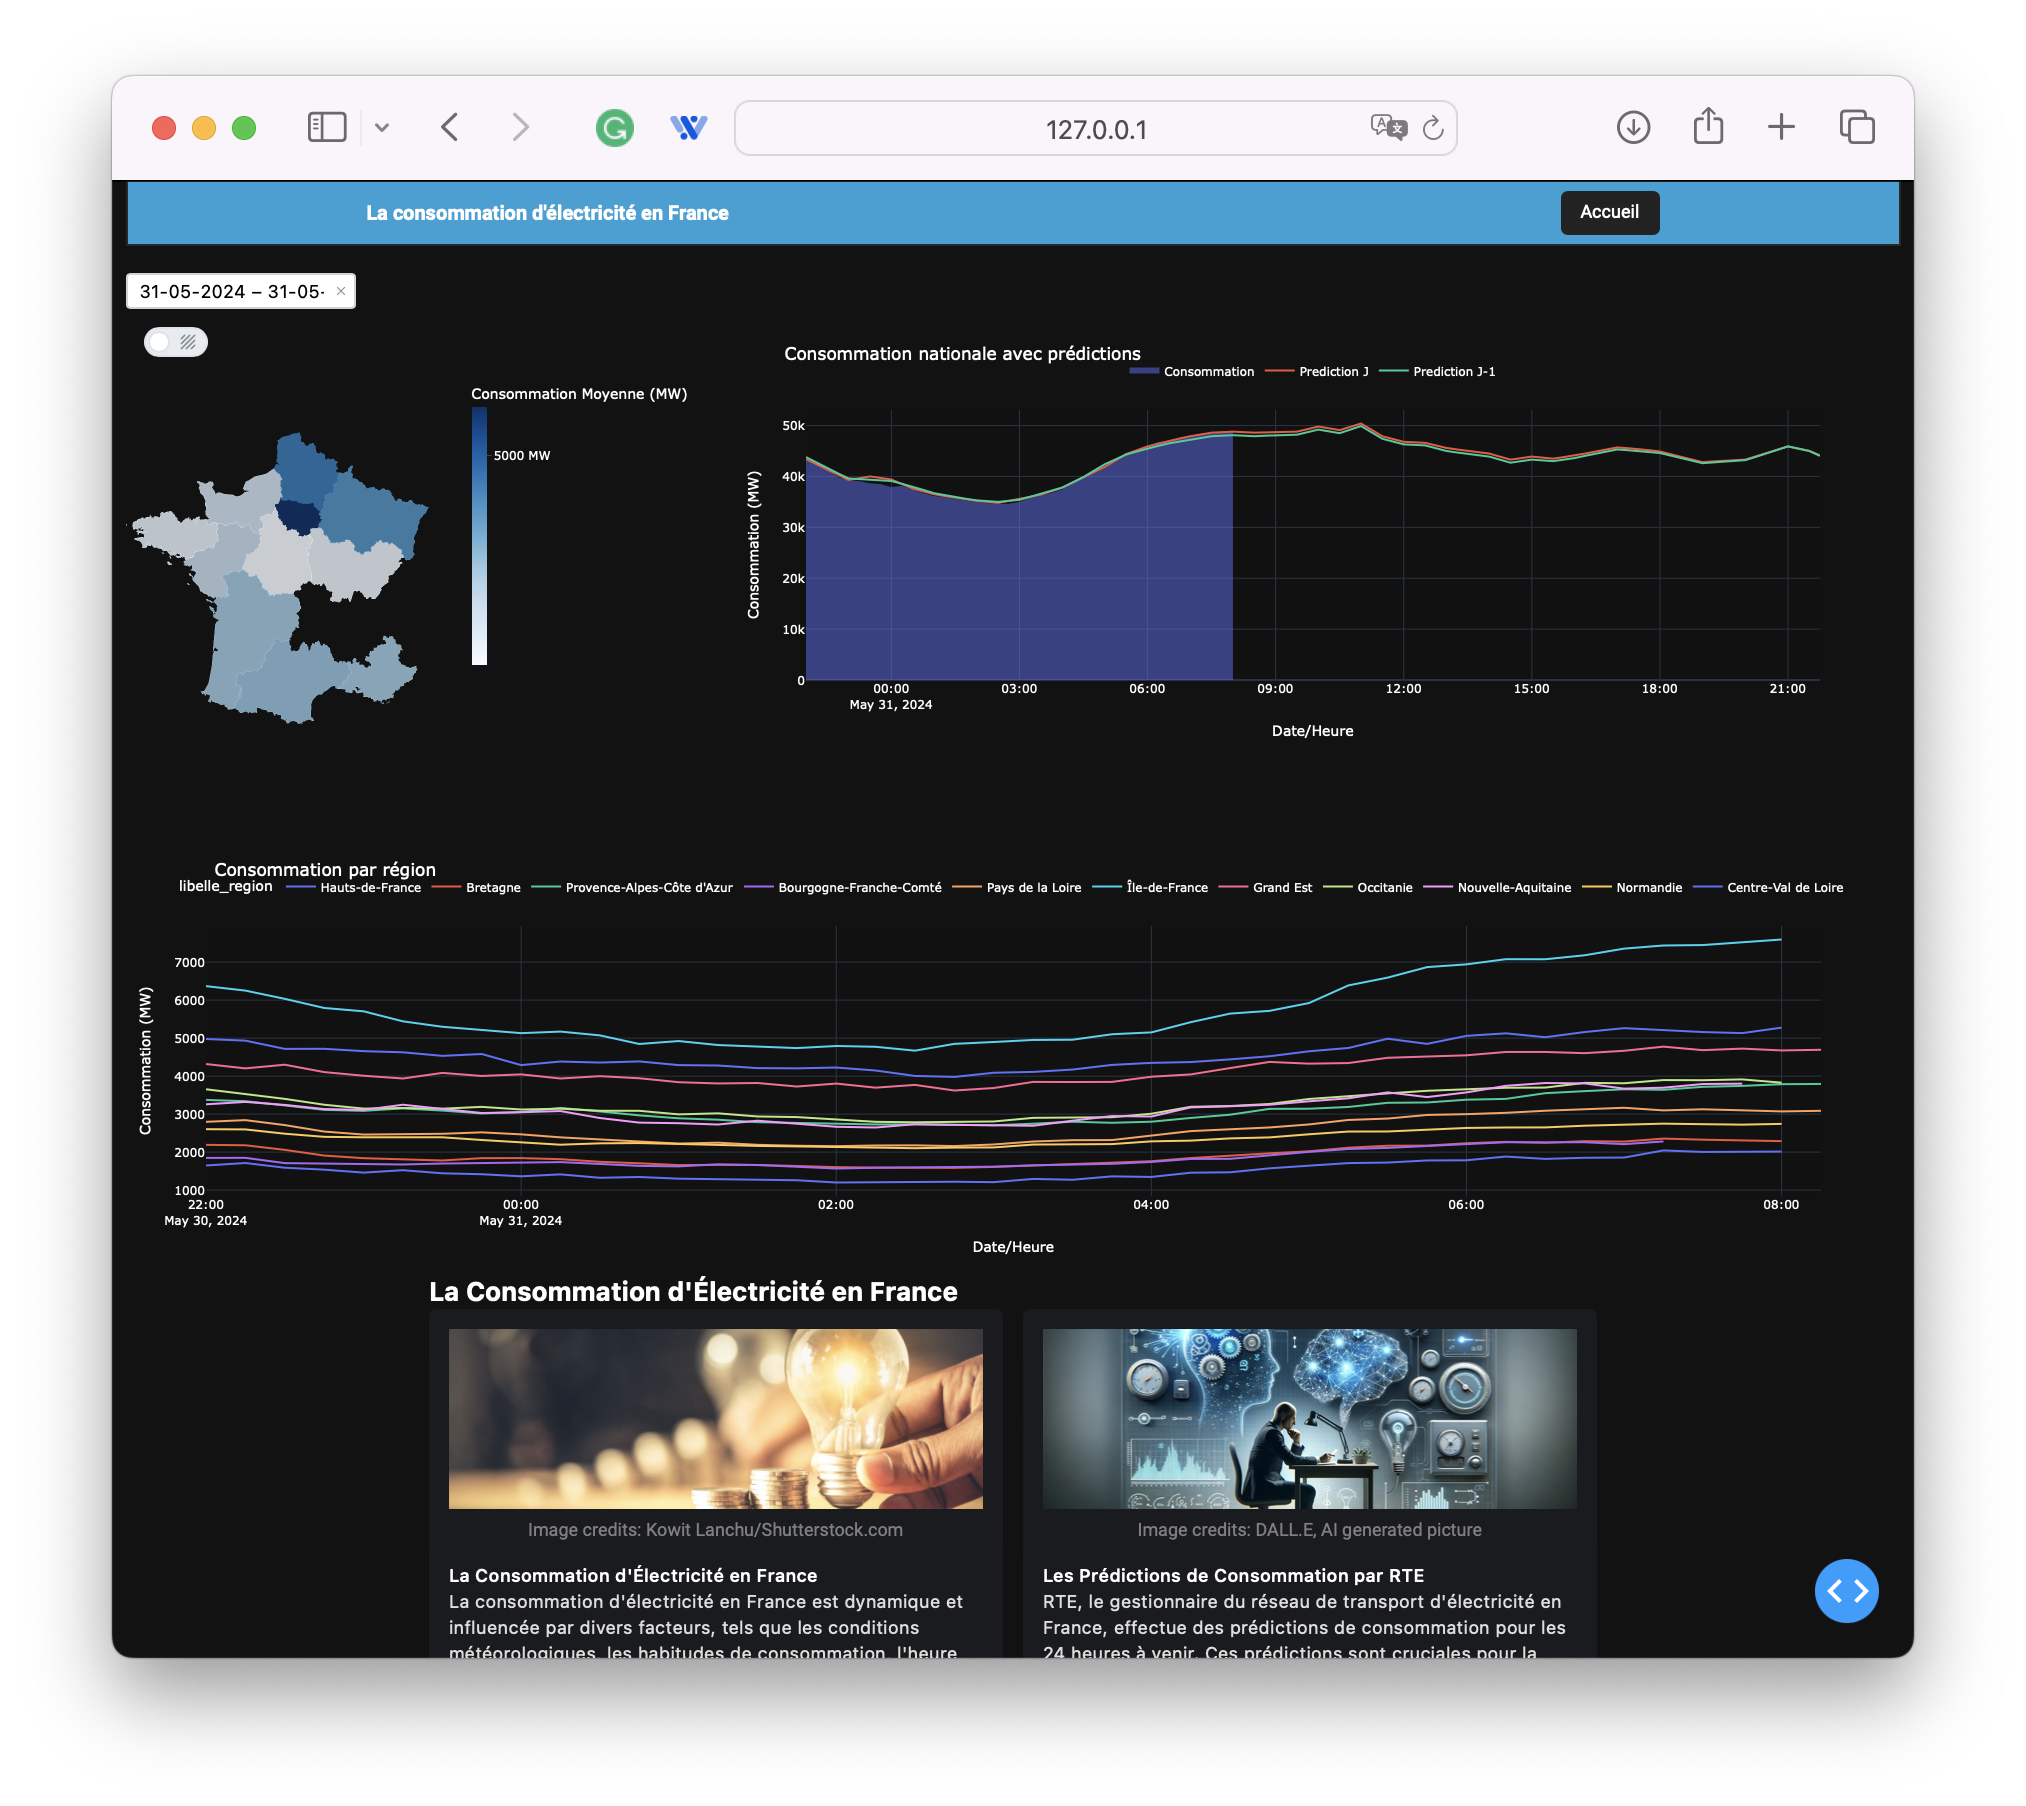 127.0.0.1
La consommation d'électricité en France
Accueil
31-05-2024 – 31-05-
Consommation Moyenne (MW)
5000 MW
Consommation nationale avec prédictions
Consommation Prediction J Prediction J-1
Consommation (MW)
50k
40k
30k
20k
10k
0
00:00 03:00 06:00 09:00 12:00 15:00 18:00 21:00
May 31, 2024
Date/Heure
Consommation par région
libelle_region Hauts-de-France Bretagne Provence-Alpes-Côte d'Azur Bourgogne-Franche-Comté Pays de la Loire Île-de-France Grand Est Occitanie Nouvelle-Aquitaine Normandie Centre-Val de Loire
Consommation (MW)
7000
6000
5000
4000
3000
2000
1000
22:00 00:00 02:00 04:00 06:00 08:00
May 30, 2024 May 31, 2024
Date/Heure
La Consommation d'Électricité en France
Image credits: Kowit Lanchu/Shutterstock.com
La Consommation d'Électricité en France
La consommation d'électricité en France est dynamique et
influencée par divers facteurs, tels que les conditions
météorologiques, les habitudes de consommation, l'heure
Image credits: DALL.E, AI generated picture
Les Prédictions de Consommation par RTE
RTE, le gestionnaire du réseau de transport d'électricité en
France, effectue des prédictions de consommation pour les
24 heures à venir. Ces prédictions sont cruciales pour la